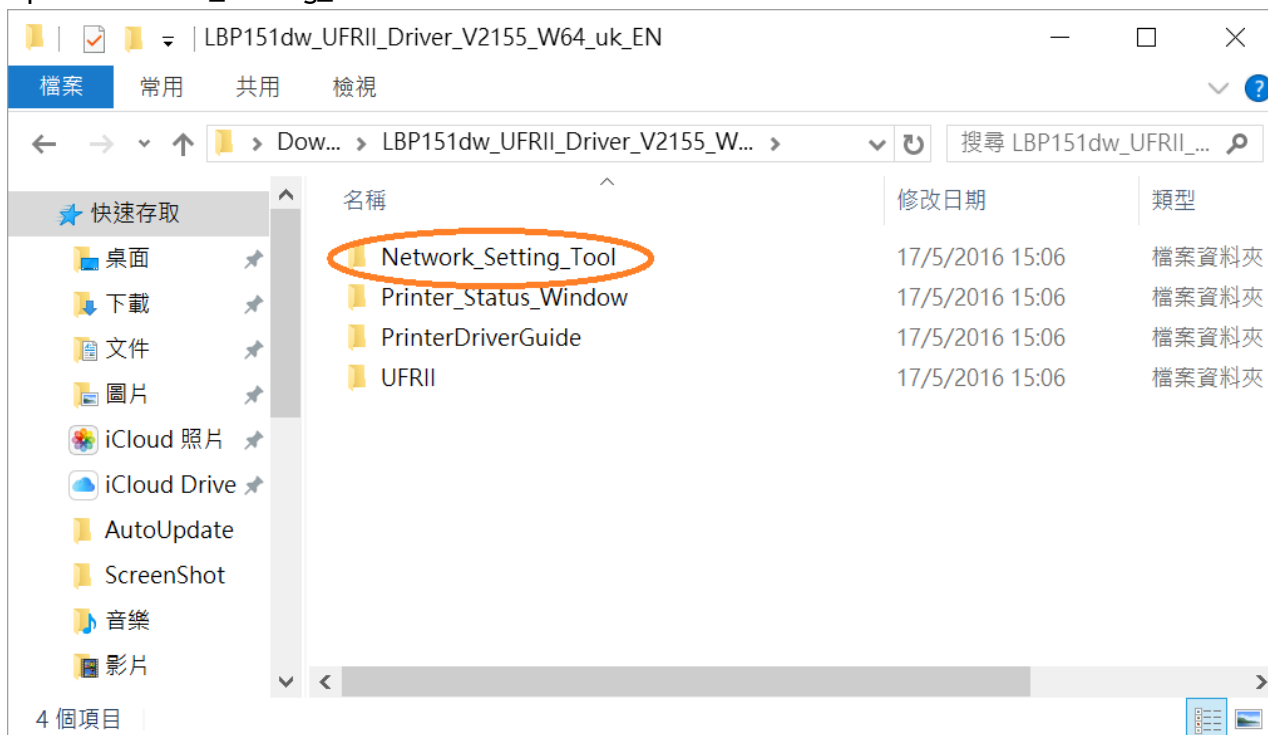 LBP151dw_UFRII_Driver_V2155_W64_uk_EN
檔案 常用 共用 檢視
Dow... > LBP151dw_UFRII_Driver_V2155_W... > 搜尋 LBP151dw_UFRII_...
名稱 修改日期 類型
快速存取
桌面
下載
文件
圖片
iCloud 照片
iCloud Drive
AutoUpdate
ScreenShot
音樂
影片
Network_Setting_Tool 17/5/2016 15:06 檔案資料夾
Printer_Status_Window 17/5/2016 15:06 檔案資料夾
PrinterDriverGuide 17/5/2016 15:06 檔案資料夾
UFRII 17/5/2016 15:06 檔案資料夾
4 個項目